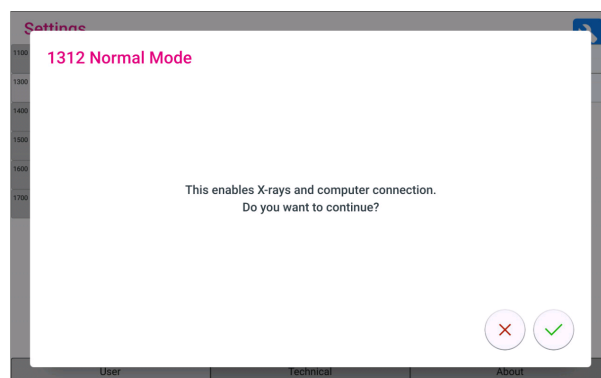 Settings
1312 Normal Mode
1100
1300
1400
1500
1600
1700
This enables X-rays and computer connection.
Do you want to continue?
User
Technical
About